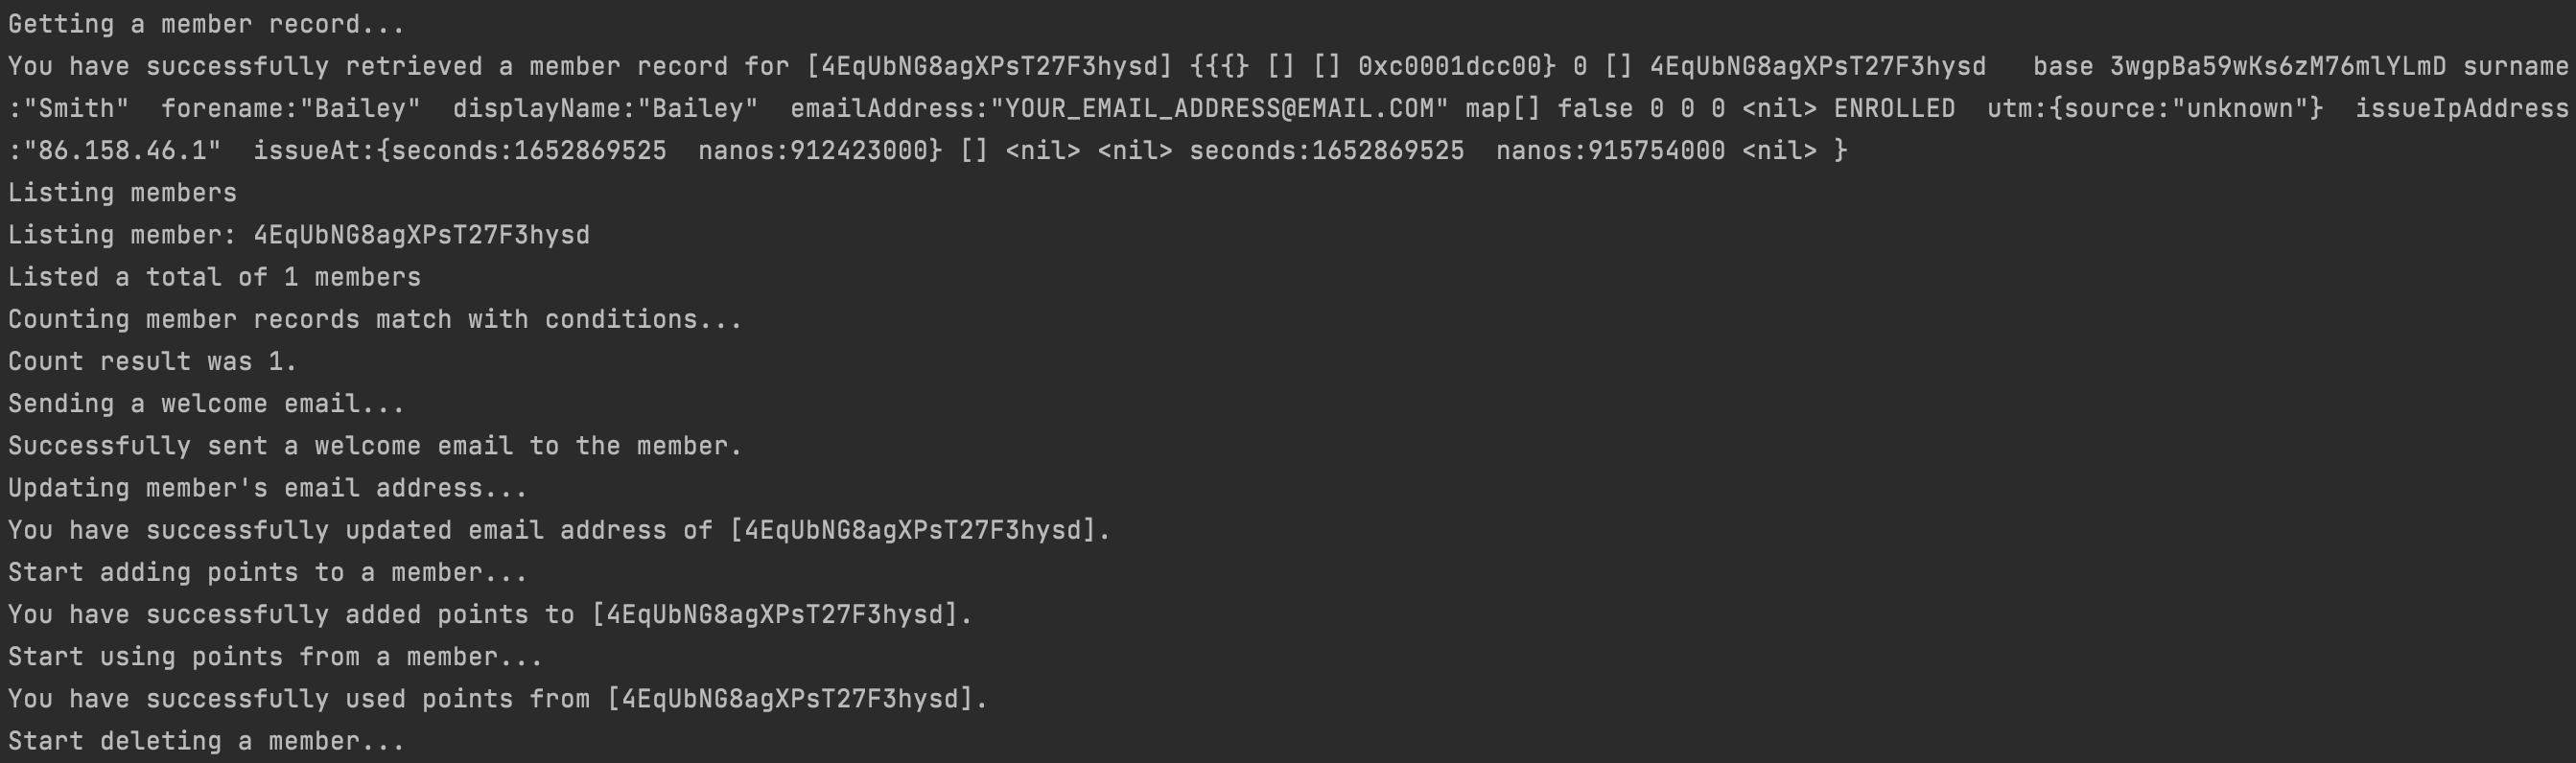 Getting a member record...
You have successfully retrieved a member record for [4EqUbNG8agXPsT27F3hysd] {{{} [] [] 0xc0001dcc00} 0 [] 4EqUbNG8agXPsT27F3hysd   base 3wgpBa59wKs6zM76mlYLmD surname
:"Smith"  forename:"Bailey"  displayName:"Bailey"  emailAddress:"YOUR_EMAIL_ADDRESS@EMAIL.COM" map[] false 0 0 0 <nil> ENROLLED  utm:{source:"unknown"}  issueIpAddress
:"86.158.46.1"  issueAt:{seconds:1652869525  nanos:912423000} [] <nil> <nil> seconds:1652869525  nanos:915754000 <nil> }
Listing members
Listing member: 4EqUbNG8agXPsT27F3hysd
Listed a total of 1 members
Counting member records match with conditions...
Count result was 1.
Sending a welcome email...
Successfully sent a welcome email to the member.
Updating member's email address...
You have successfully updated email address of [4EqUbNG8agXPsT27F3hysd].
Start adding points to a member...
You have successfully added points to [4EqUbNG8agXPsT27F3hysd].
Start using points from a member...
You have successfully used points from [4EqUbNG8agXPsT27F3hysd].
Start deleting a member...